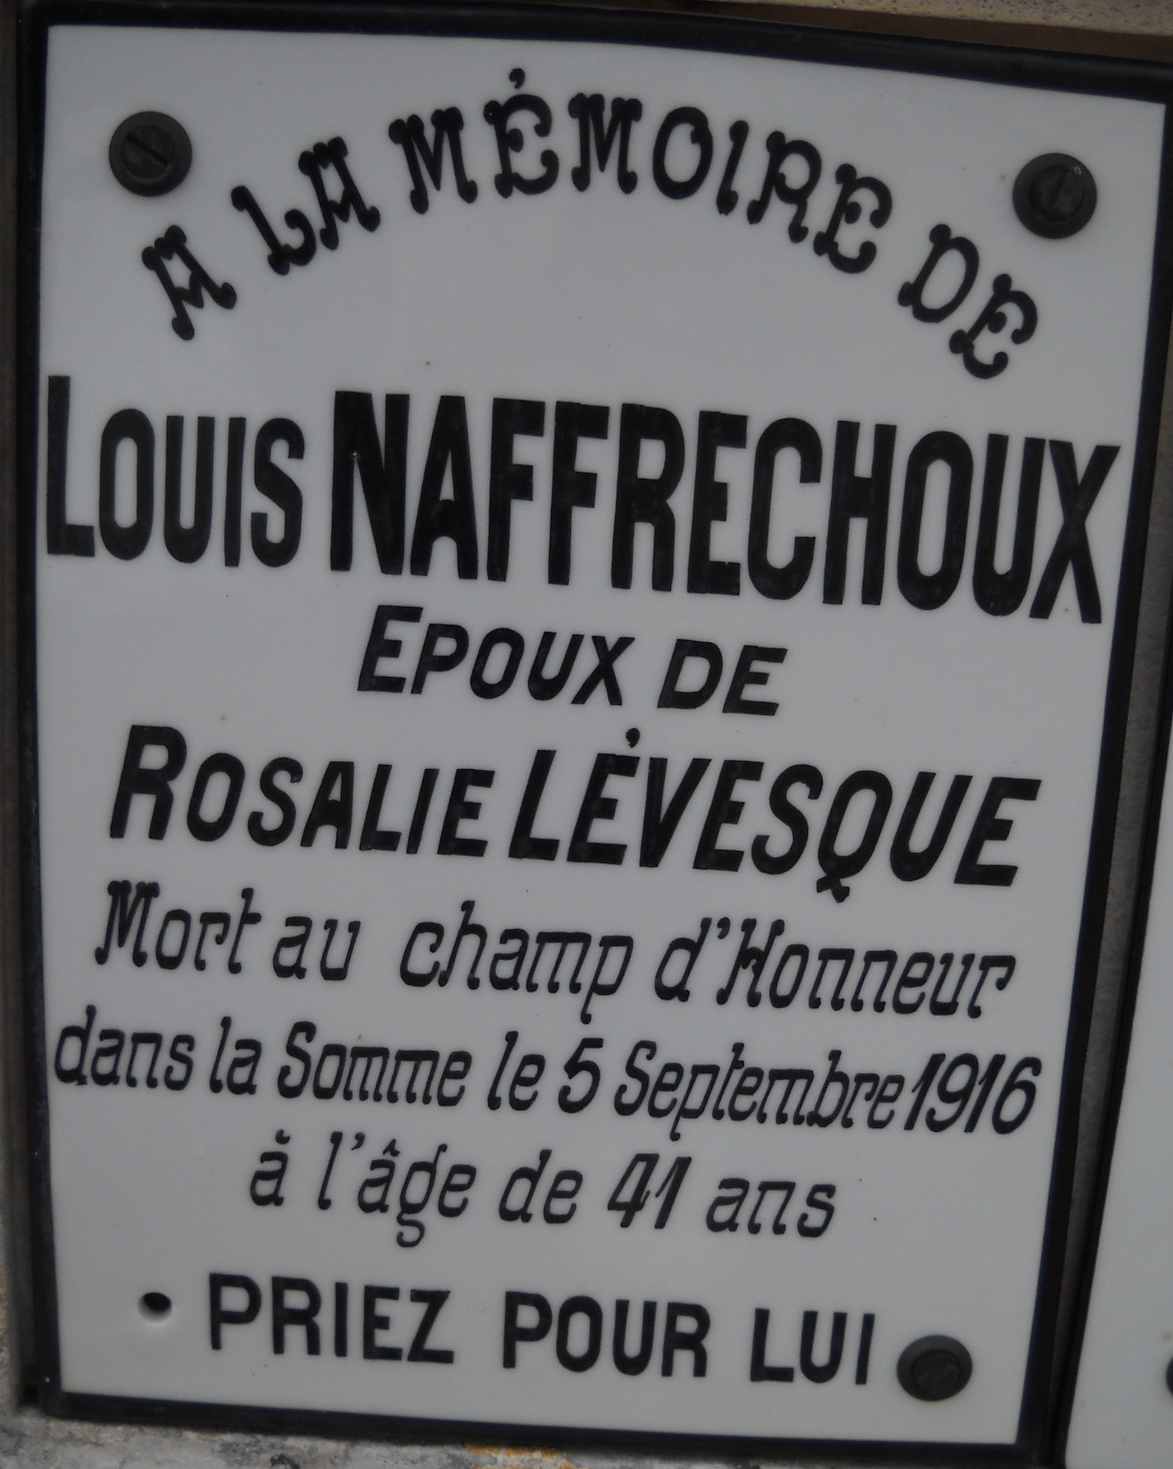 A LA MÉMOIRE DE
LOUIS NAFFRECHOUX
EPOUX DE
ROSALIE LÉVESQUE
Mort au champ d'Honneur
dans la Somme le 5 Septembre 1916
à l'âge de 41 ans
PRIEZ POUR LUI